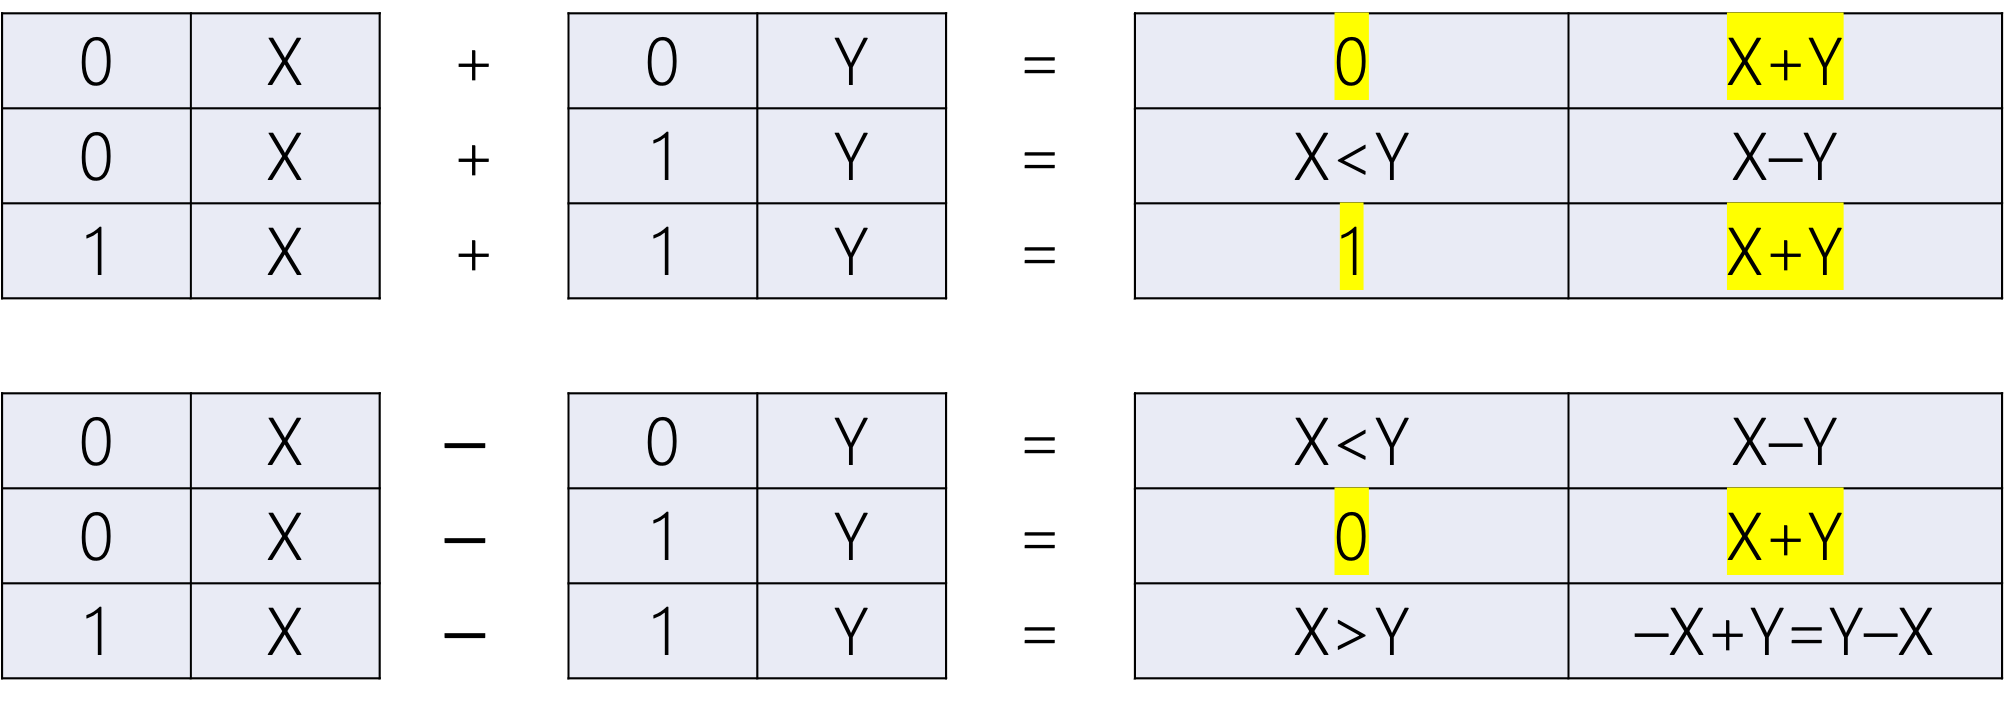 0 X + 0 Y = 0 X+Y
0 X + 1 Y = X<Y X−Y
1 X + 1 Y = 1 X+Y
0 X − 0 Y = X<Y X−Y
0 X − 1 Y = 0 X+Y
1 X − 1 Y = X>Y −X+Y=Y−X